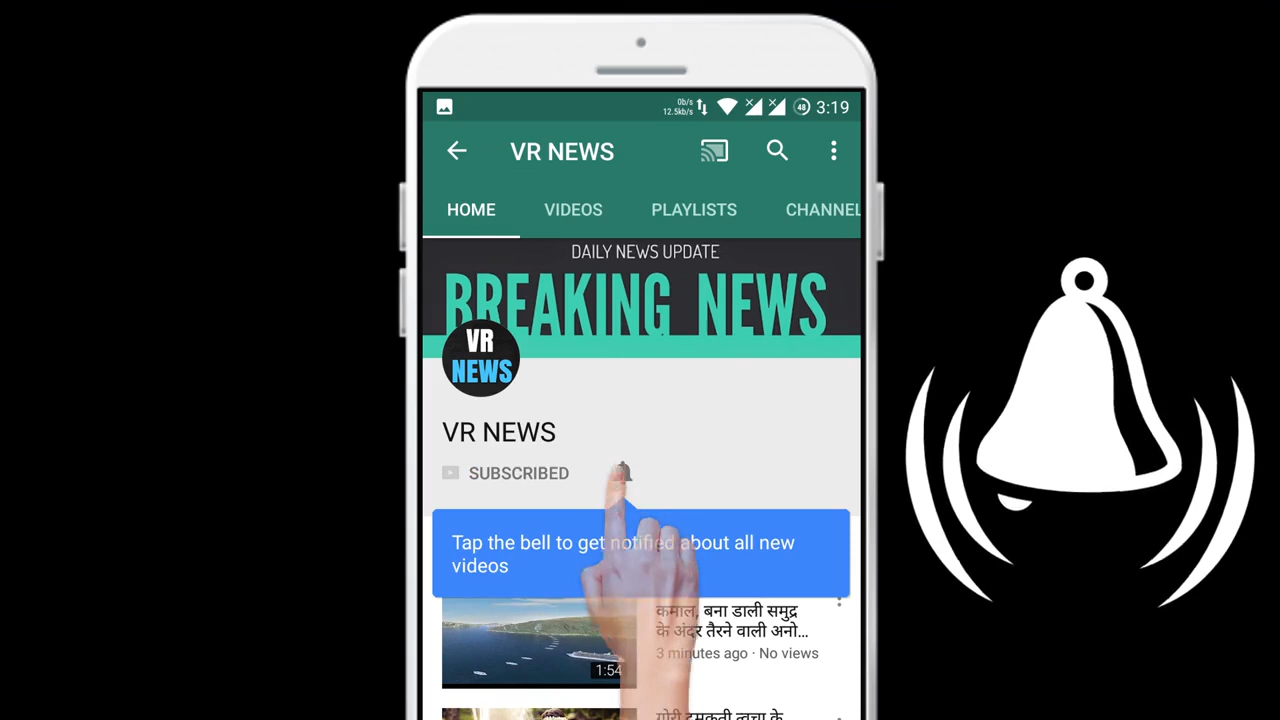 0b/s
12.5kb/s
48
3:19
VR NEWS
HOME VIDEOS PLAYLISTS CHANNEL
DAILY NEWS UPDATE
BREAKING NEWS
VR
NEWS
VR NEWS
SUBSCRIBED
Tap the bell to get notified about all new
videos
कमाल, बना डाली समुद्र
के अंदर तैरने वाली अनो...
3 minutes ago · No views
1:54
गोरी दमकती त्वचा के